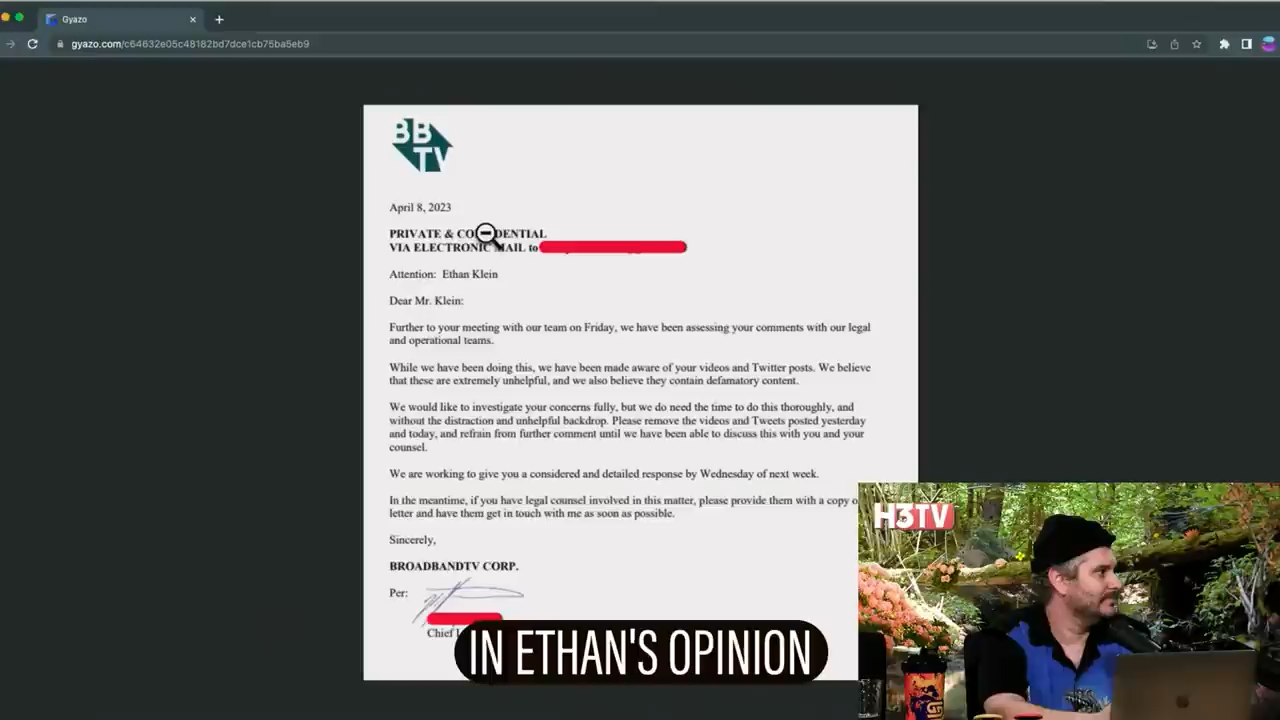 Gyazo
gyazo.com/c64632e05c48182bd7dce1cb75ba5eb9
BB
TV
April 8, 2023
PRIVATE & CONFIDENTIAL
VIA ELECTRONIC MAIL to
Attention: Ethan Klein
Dear Mr. Klein:
Further to your meeting with our team on Friday, we have been assessing your comments with our legal
and operational teams.
While we have been doing this, we have been made aware of your videos and Twitter posts. We believe
that these are extremely unhelpful, and we also believe they contain defamatory content.
We would like to investigate your concerns fully, but we do need the time to do this thoroughly, and
without the distraction and unhelpful backdrop. Please remove the videos and Tweets posted yesterday
and today, and refrain from further comment until we have been able to discuss this with you and your
counsel.
We are working to give you a considered and detailed response by Wednesday of next week.
In the meantime, if you have legal counsel involved in this matter, please provide them with a copy
letter and have them get in touch with me as soon as possible.
Sincerely,
BROADBANDTV CORP.
Per:
Chief
IN ETHAN'S OPINION
H3TV